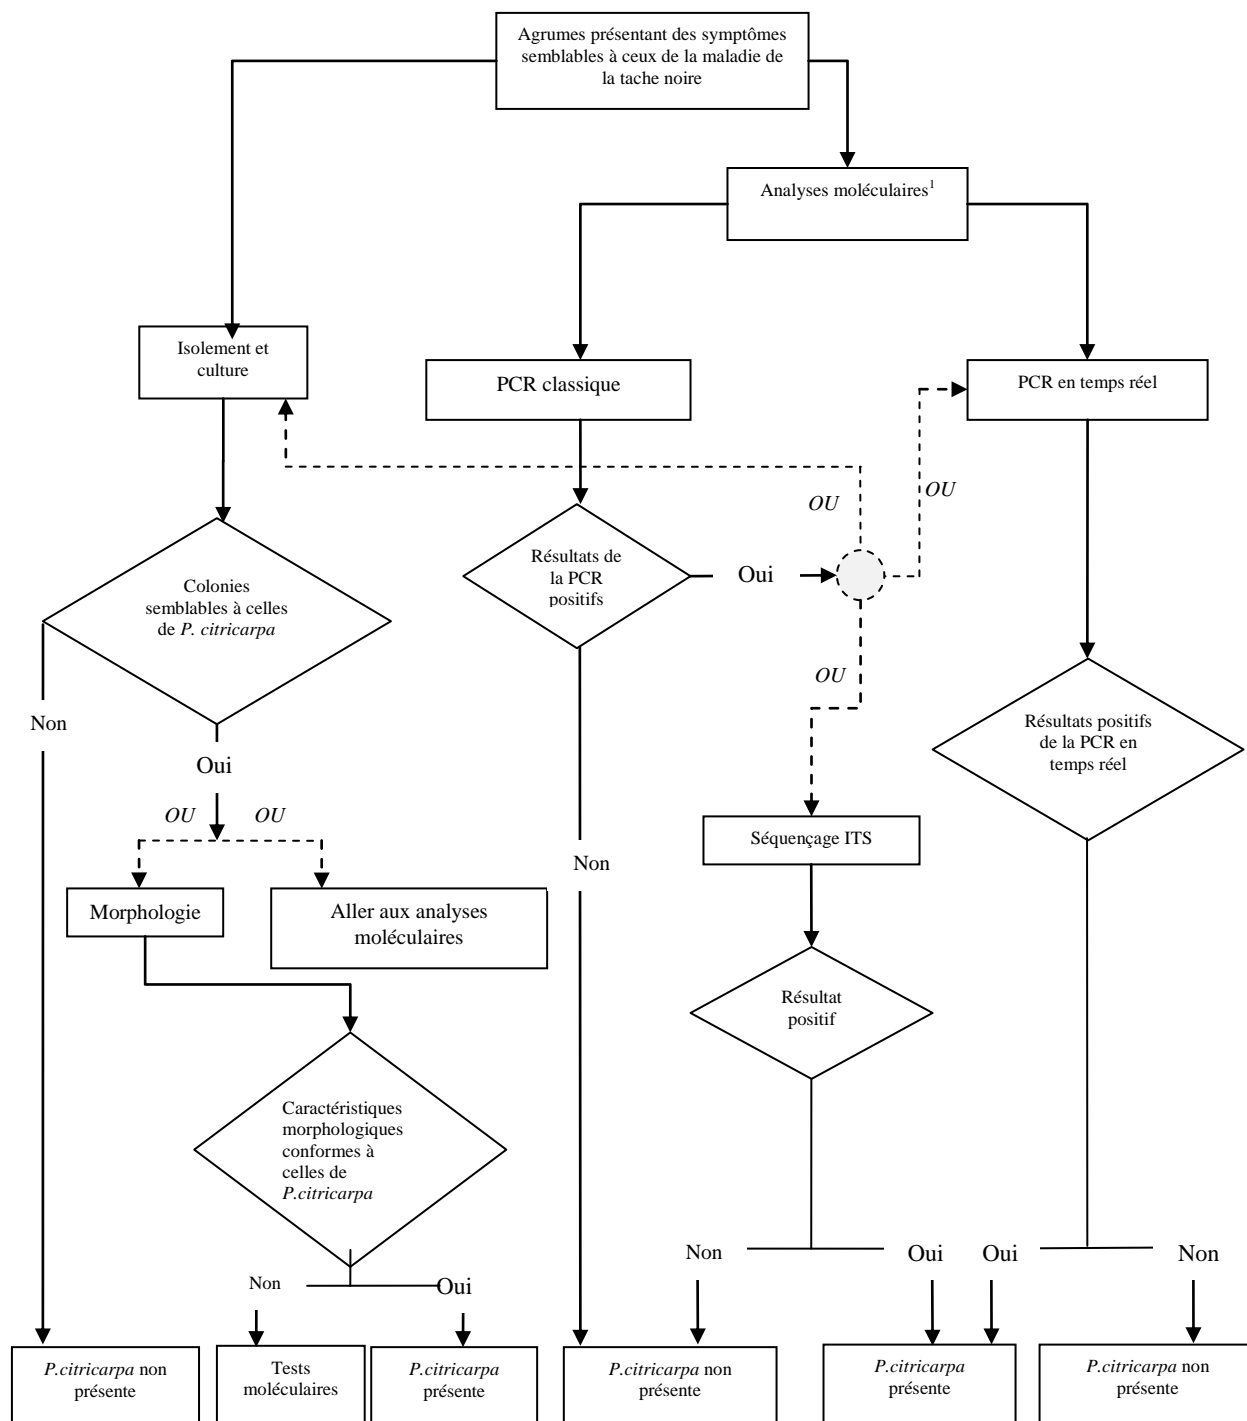 Agrumes présentant des symptômes
semblables à ceux de la maladie de
la tache noire
Analyses moléculaires1
Isolement et
culture
PCR classique
PCR en temps réel
OU
OU
Colonies
semblables à celles
de P. citricarpa
Résultats de
la PCR
positifs
Oui
OU
Non
Oui
Résultats positifs
de la PCR en
temps réel
OU
OU
Séquençage ITS
Non
Morphologie
Aller aux analyses
moléculaires
Résultat
positif
Caractéristiques
morphologiques
conformes à
celles de
P.citricarpa
Non
Oui
Non
Oui
Oui
Non
P.citricarpa non
présente
Tests
moléculaires
P.citricarpa
présente
P.citricarpa non
présente
P.citricarpa
présente
P.citricarpa non
présente